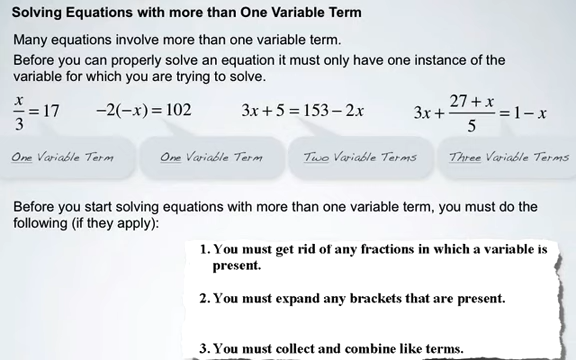 Solving Equations with more than One Variable Term
Many equations involve more than one variable term.
Before you can properly solve an equation it must only have one instance of the
variable for which you are trying to solve.
x/3 = 17    −2(−x) = 102    3x + 5 = 153 − 2x    3x + (27 + x)/5 = 1 − x
One Variable Term    One Variable Term    Two Variable Terms    Three Variable Terms
Before you start solving equations with more than one variable term, you must do the
following (if they apply):
1. You must get rid of any fractions in which a variable is
present.
2. You must expand any brackets that are present.
3. You must collect and combine like terms.